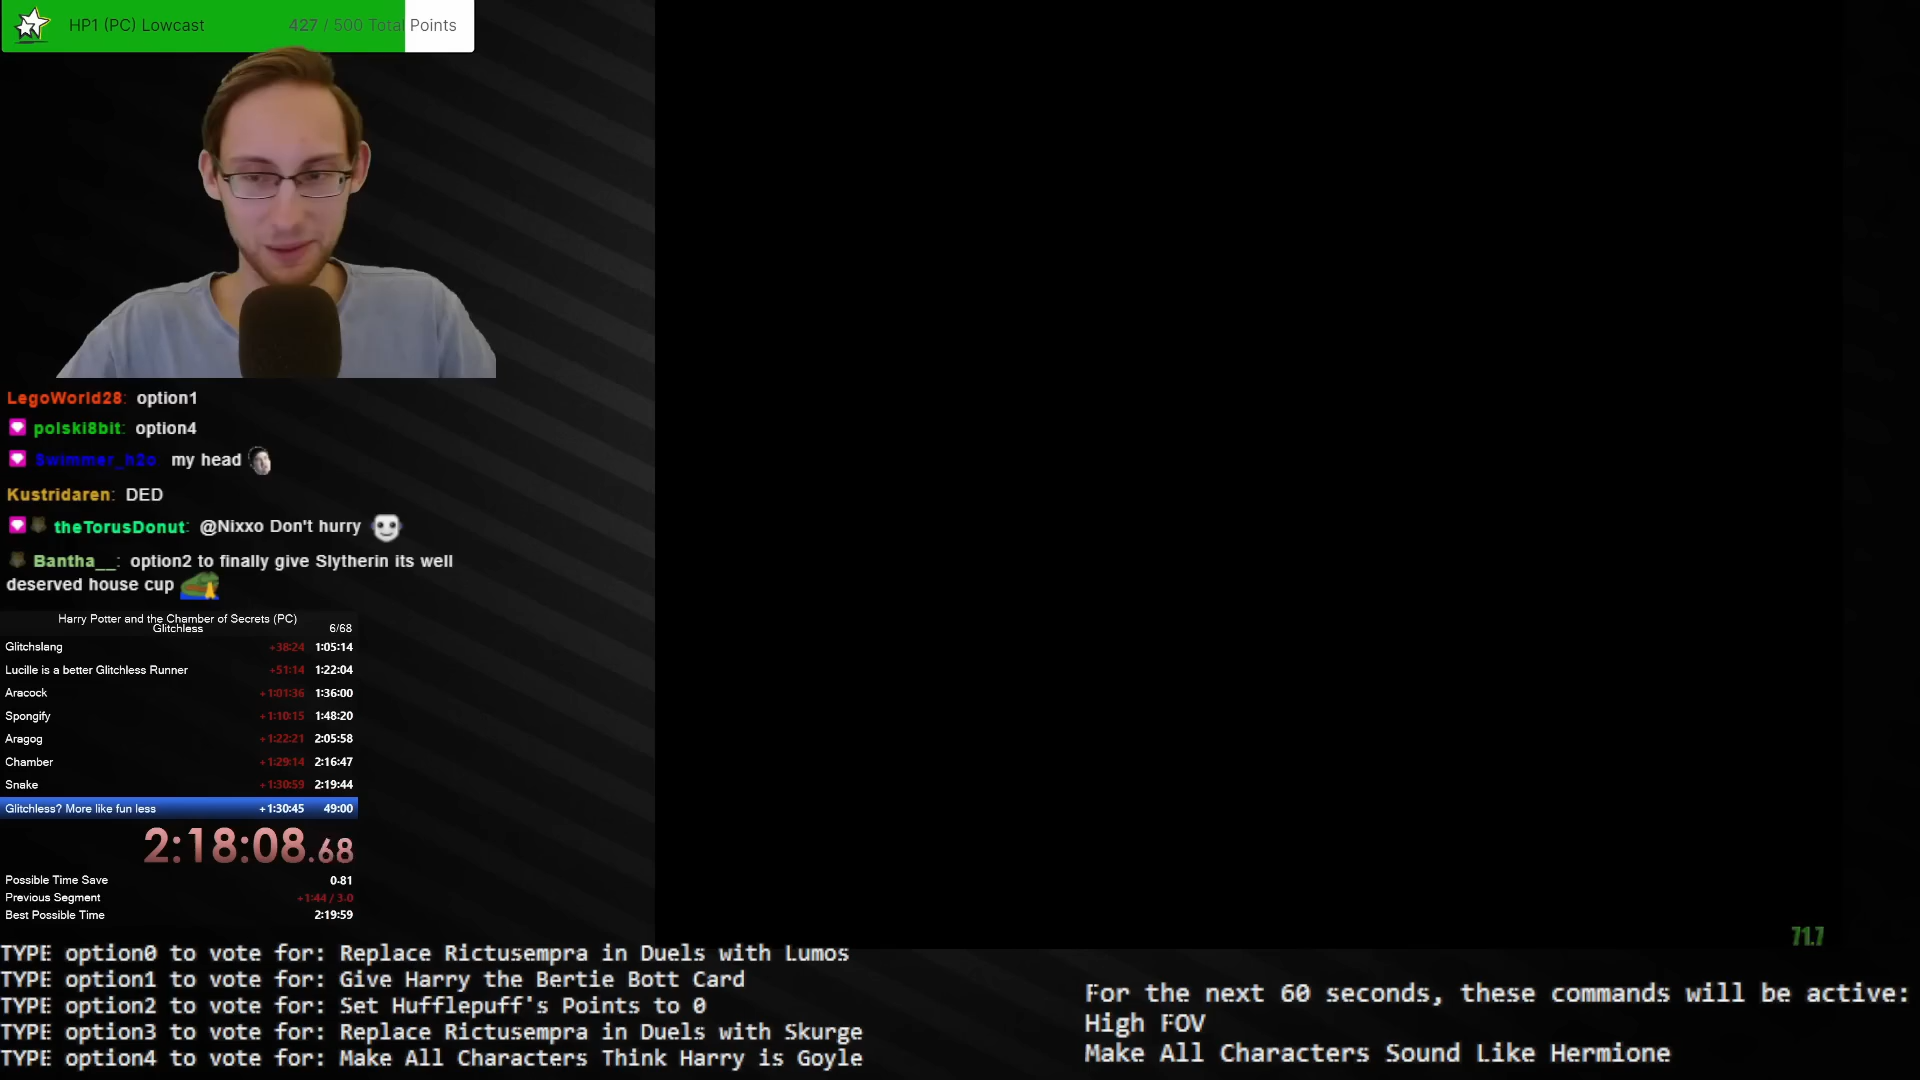 HP1 (PC) Lowcast 427 / 500 Total Points
LegoWorld28: option1
polski8bit: option4
Swimmer_h2o: my head
Kustridaren: DED
theTorusDonut: @Nixxo Don't hurry
Bantha__: option2 to finally give Slytherin its well
deserved house cup
Harry Potter and the Chamber of Secrets (PC)
Glitchless 6/68
Glitchslang +38:24 1:05:14
Lucille is a better Glitchless Runner +51:14 1:22:04
Aracock +1:01:36 1:36:00
Spongify +1:10:15 1:48:20
Aragog +1:22:21 2:05:58
Chamber +1:29:14 2:16:47
Snake +1:30:59 2:19:44
Glitchless? More like fun less +1:30:45 49:00
2:18:08.68
Possible Time Save 0.81
Previous Segment +1:44 / 3.0
Best Possible Time 2:19:59
71.7
TYPE option0 to vote for: Replace Rictusempra in Duels with Lumos
TYPE option1 to vote for: Give Harry the Bertie Bott Card
TYPE option2 to vote for: Set Hufflepuff's Points to 0
TYPE option3 to vote for: Replace Rictusempra in Duels with Skurge
TYPE option4 to vote for: Make All Characters Think Harry is Goyle
For the next 60 seconds, these commands will be active:
High FOV
Make All Characters Sound Like Hermione